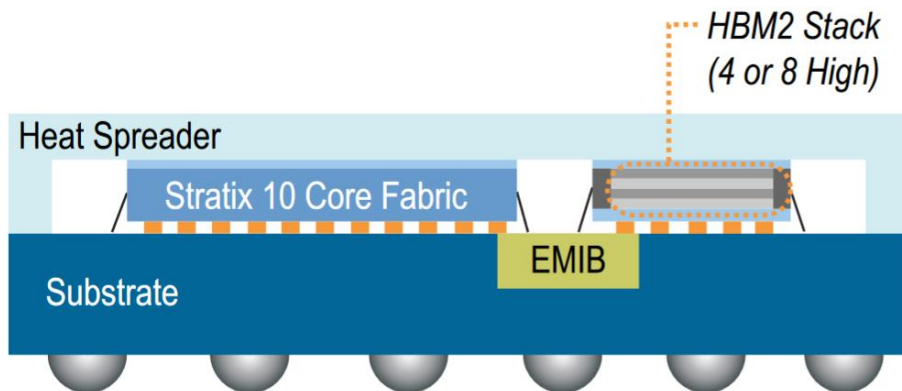 HBM2 Stack
(4 or 8 High)
Heat Spreader
Stratix 10 Core Fabric
EMIB
Substrate